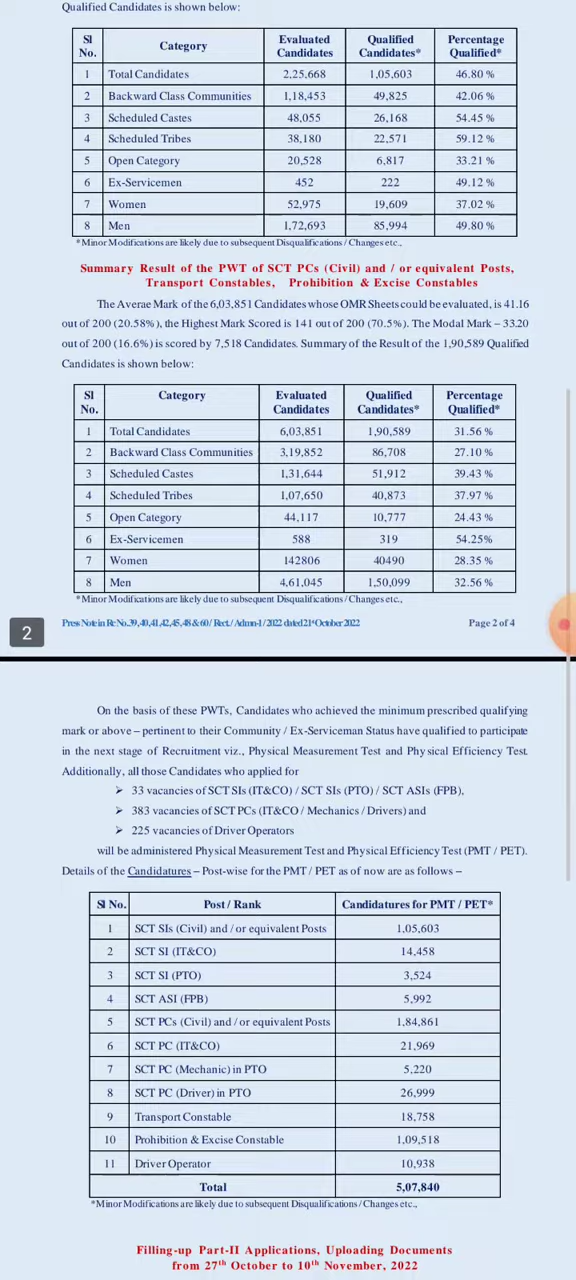 Qualified Candidates is shown below:
Sl No. Category Evaluated Candidates Qualified Candidates* Percentage Qualified*
1 Total Candidates 2,25,668 1,05,603 46.80 %
2 Backward Class Communities 1,18,453 49,825 42.06 %
3 Scheduled Castes 48,055 26,168 54.45 %
4 Scheduled Tribes 38,180 22,571 59.12 %
5 Open Category 20,528 6,817 33.21 %
6 Ex-Servicemen 452 222 49.12 %
7 Women 52,975 19,609 37.02 %
8 Men 1,72,693 85,994 49.80 %
*Minor Modifications are likely due to subsequent Disqualifications / Changes etc.,
Summary Result of the PWT of SCT PCs (Civil) and / or equivalent Posts,
Transport Constables, Prohibition & Excise Constables
The Averae Mark of the 6,03,851 Candidates whose OMR Sheets could be evaluated, is 41.16
out of 200 (20.58%), the Highest Mark Scored is 141 out of 200 (70.5%). The Modal Mark – 33.20
out of 200 (16.6%) is scored by 7,518 Candidates. Summary of the Result of the 1,90,589 Qualified
Candidates is shown below:
Sl No. Category Evaluated Candidates Qualified Candidates* Percentage Qualified*
1 Total Candidates 6,03,851 1,90,589 31.56 %
2 Backward Class Communities 3,19,852 86,708 27.10 %
3 Scheduled Castes 1,31,644 51,912 39.43 %
4 Scheduled Tribes 1,07,650 40,873 37.97 %
5 Open Category 44,117 10,777 24.43 %
6 Ex-Servicemen 588 319 54.25%
7 Women 142806 40490 28.35 %
8 Men 4,61,045 1,50,099 32.56 %
*Minor Modifications are likely due to subsequent Disqualifications / Changes etc.,
2 Press Note in Rc No.39,40,41,42,45,48 & 60 / Rect. / Admn-1 / 2022 dated 21st October 2022 Page 2 of 4
On the basis of these PWTs, Candidates who achieved the minimum prescribed qualifying
mark or above – pertinent to their Community / Ex-Serviceman Status have qualified to participate
in the next stage of Recruitment viz., Physical Measurement Test and Physical Efficiency Test.
Additionally, all those Candidates who applied for
➢ 33 vacancies of SCT SIs (IT&CO) / SCT SIs (PTO) / SCT ASIs (FPB),
➢ 383 vacancies of SCT PCs (IT&CO / Mechanics / Drivers) and
➢ 225 vacancies of Driver Operators
will be administered Physical Measurement Test and Physical Efficiency Test (PMT / PET).
Details of the Candidatures – Post-wise for the PMT / PET as of now are as follows –
Sl No. Post / Rank Candidatures for PMT / PET*
1 SCT SIs (Civil) and / or equivalent Posts 1,05,603
2 SCT SI (IT&CO) 14,458
3 SCT SI (PTO) 3,524
4 SCT ASI (FPB) 5,992
5 SCT PCs (Civil) and / or equivalent Posts 1,84,861
6 SCT PC (IT&CO) 21,969
7 SCT PC (Mechanic) in PTO 5,220
8 SCT PC (Driver) in PTO 26,999
9 Transport Constable 18,758
10 Prohibition & Excise Constable 1,09,518
11 Driver Operator 10,938
Total 5,07,840
*Minor Modifications are likely due to subsequent Disqualifications / Changes etc.,
Filling-up Part-II Applications, Uploading Documents
from 27th October to 10th November, 2022